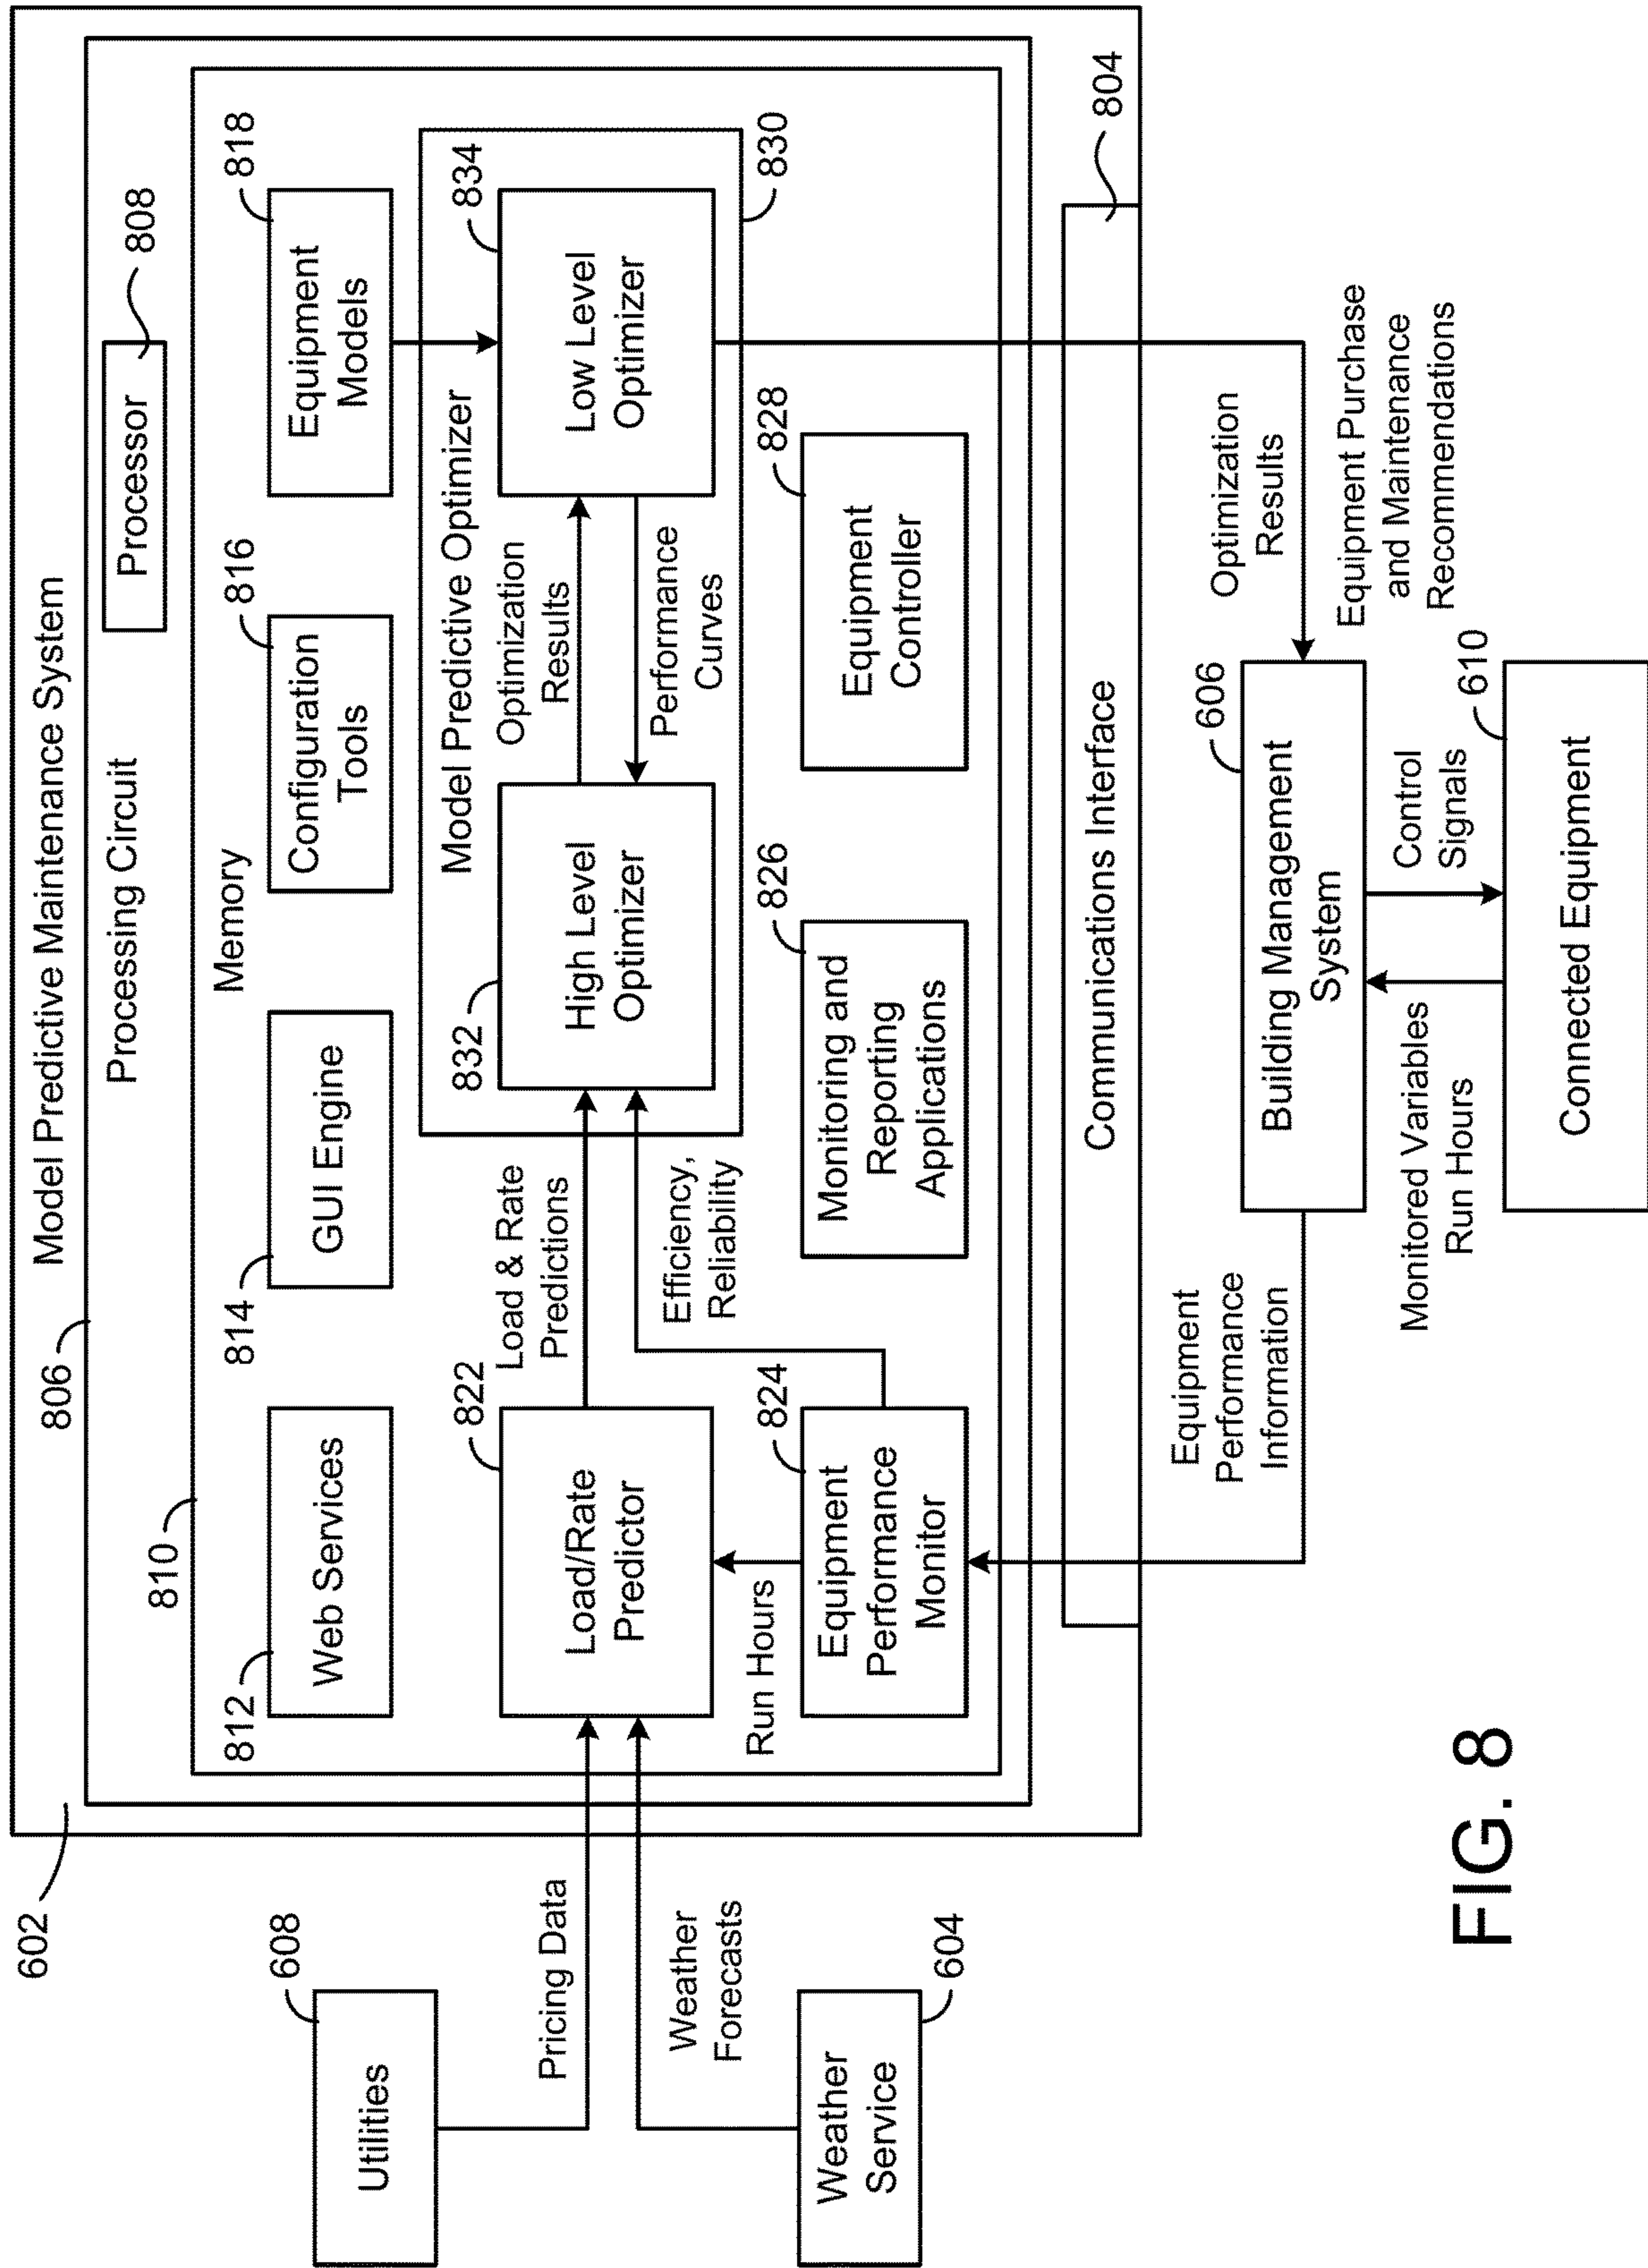 602
806
Model Predictive Maintenance System
810
Processing Circuit
Processor
808
Memory
812
Web Services
814
GUI Engine
816
Configuration
Tools
818
Equipment
Models
608
Utilities
Pricing Data
Weather
Forecasts
Weather
Service
604
822
Load/Rate
Predictor
Load & Rate
Predictions
Run Hours
824
Equipment
Performance
Monitor
Efficiency,
Reliability
Model Predictive Optimizer
830
832
High Level
Optimizer
Optimization
Results
Performance
Curves
834
Low Level
Optimizer
826
Monitoring and
Reporting
Applications
828
Equipment
Controller
Communications Interface
804
Equipment
Performance
Information
606
Building Management
System
Optimization
Results
Equipment Purchase
and Maintenance
Recommendations
Monitored Variables
Run Hours
Control
Signals
610
Connected Equipment
FIG. 8